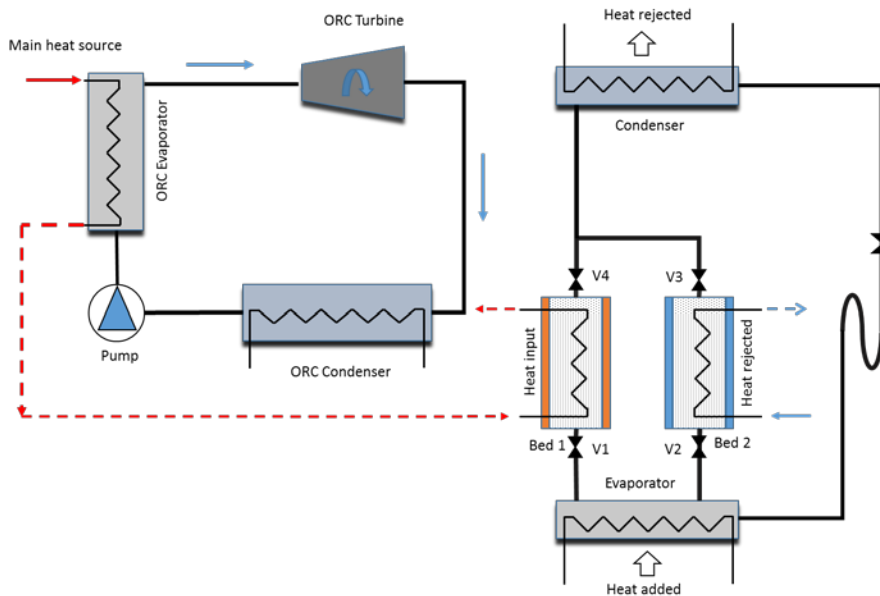 ORC Turbine
Heat rejected
Main heat source
ORC Evaporator
Condenser
V4
V3
Heat input
Heat rejected
Pump
ORC Condenser
Bed 1
V1
V2
Bed 2
Evaporator
Heat added